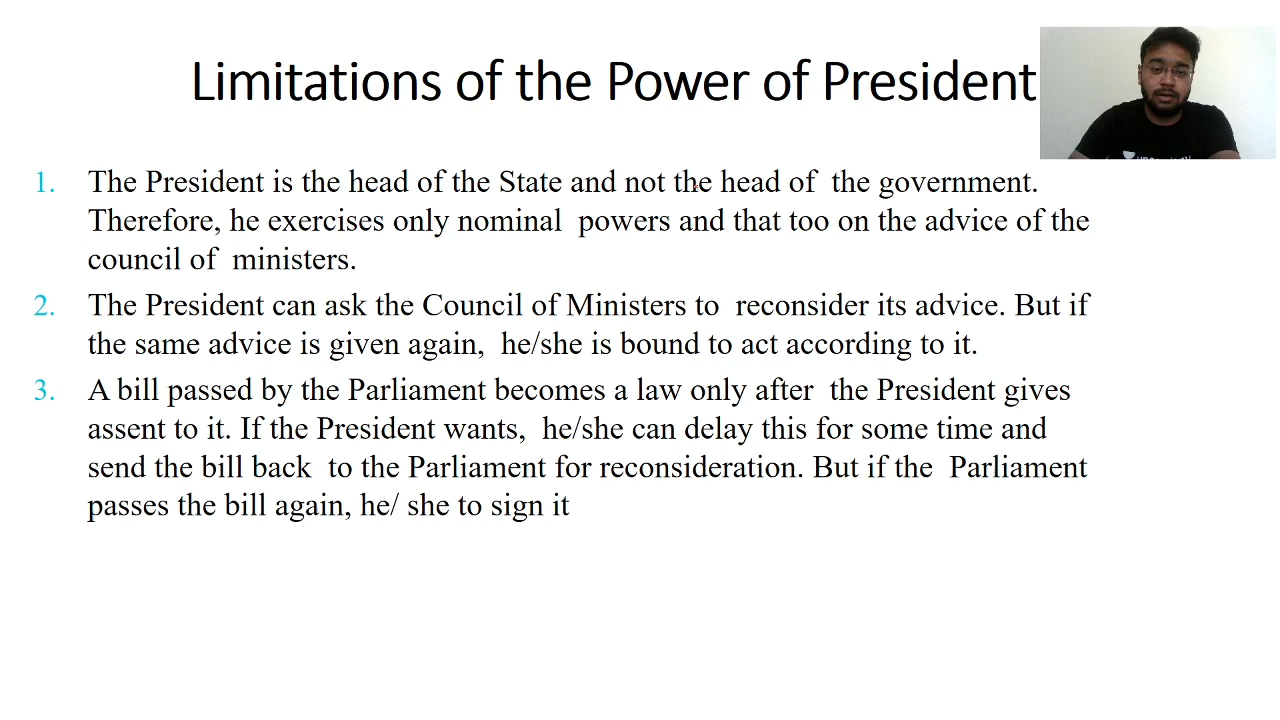 Limitations of the Power of President
1. The President is the head of the State and not the head of the government.
Therefore, he exercises only nominal powers and that too on the advice of the
council of ministers.
2. The President can ask the Council of Ministers to reconsider its advice. But if
the same advice is given again, he/she is bound to act according to it.
3. A bill passed by the Parliament becomes a law only after the President gives
assent to it. If the President wants, he/she can delay this for some time and
send the bill back to the Parliament for reconsideration. But if the Parliament
passes the bill again, he/ she to sign it